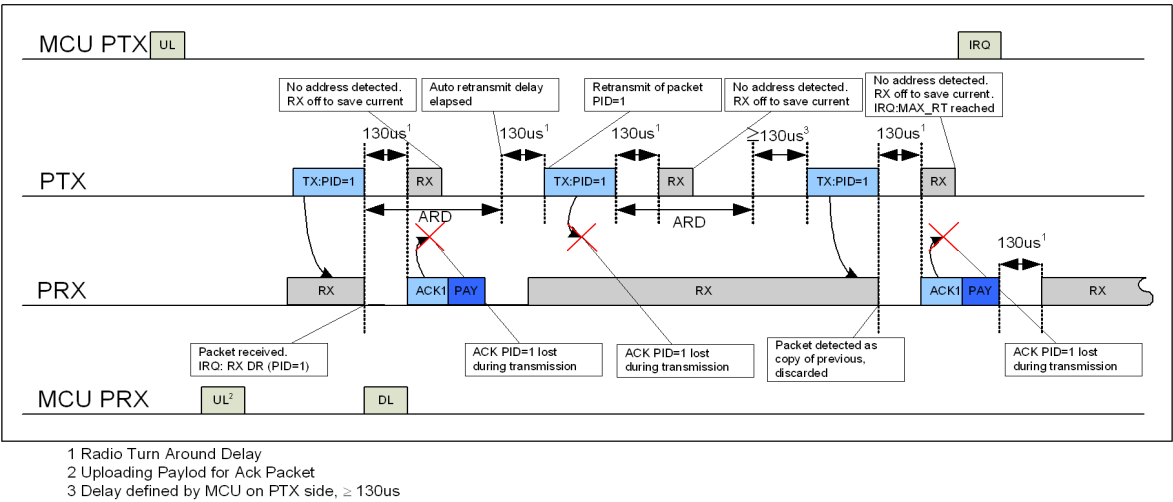 MCU PTX
UL
IRQ
No address detected.
RX off to save current
Auto retransmit delay
elapsed
Retransmit of packet
PID=1
No address detected.
RX off to save current
No address detected.
RX off to save current.
IRQ:MAX_RT reached
130us1
130us1
130us1
≥130us3
130us1
PTX
TX:PID=1
RX
TX:PID=1
RX
TX:PID=1
RX
ARD
ARD
130us1
PRX
RX
ACK1
PAY
RX
ACK1
PAY
RX
Packet received.
IRQ: RX DR (PID=1)
ACK PID=1 lost
during transmission
ACK PID=1 lost
during transmission
Packet detected as
copy of previous,
discarded
ACK PID=1 lost
during transmission
MCU PRX
UL2
DL
1 Radio Turn Around Delay
2 Uploading Paylod for Ack Packet
3 Delay defined by MCU on PTX side, ≥ 130us